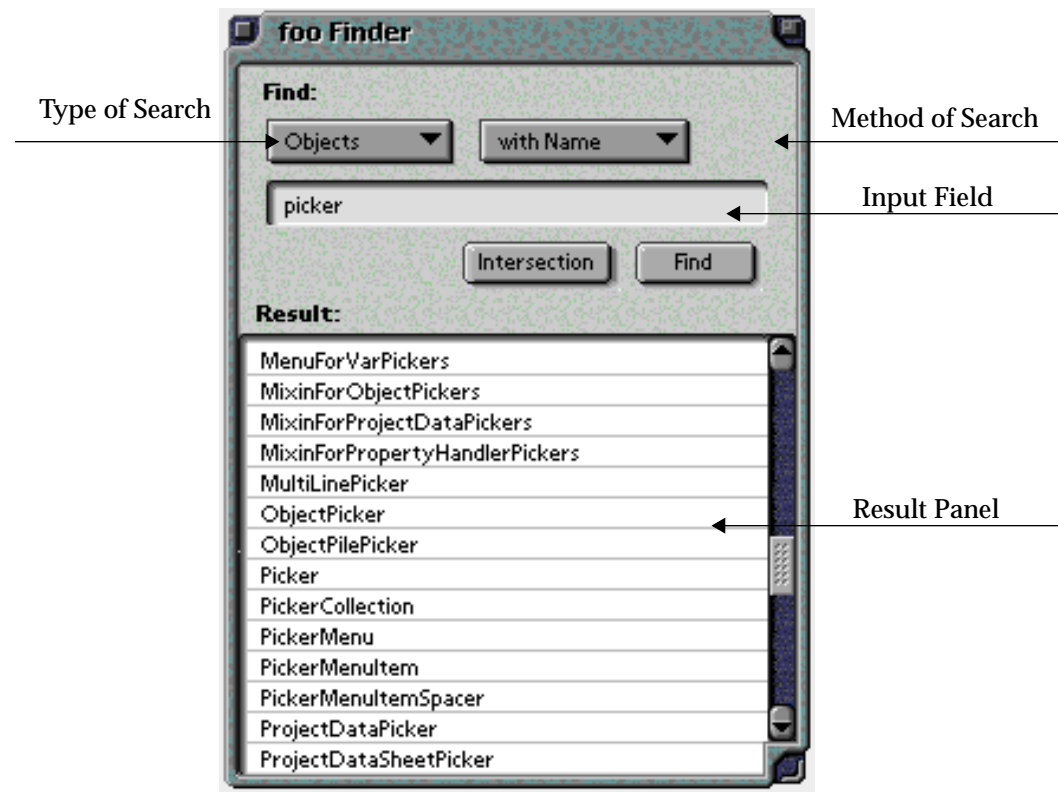 foo Finder
Find:
Type of Search
Objects
with Name
Method of Search
picker
Input Field
Intersection
Find
Result:
MenuForVarPickers
MixinForObjectPickers
MixinForProjectDataPickers
MixinForPropertyHandlerPickers
MultiLinePicker
ObjectPicker
Result Panel
ObjectPilePicker
Picker
PickerCollection
PickerMenu
PickerMenuItem
PickerMenuItemSpacer
ProjectDataPicker
ProjectDataSheetPicker